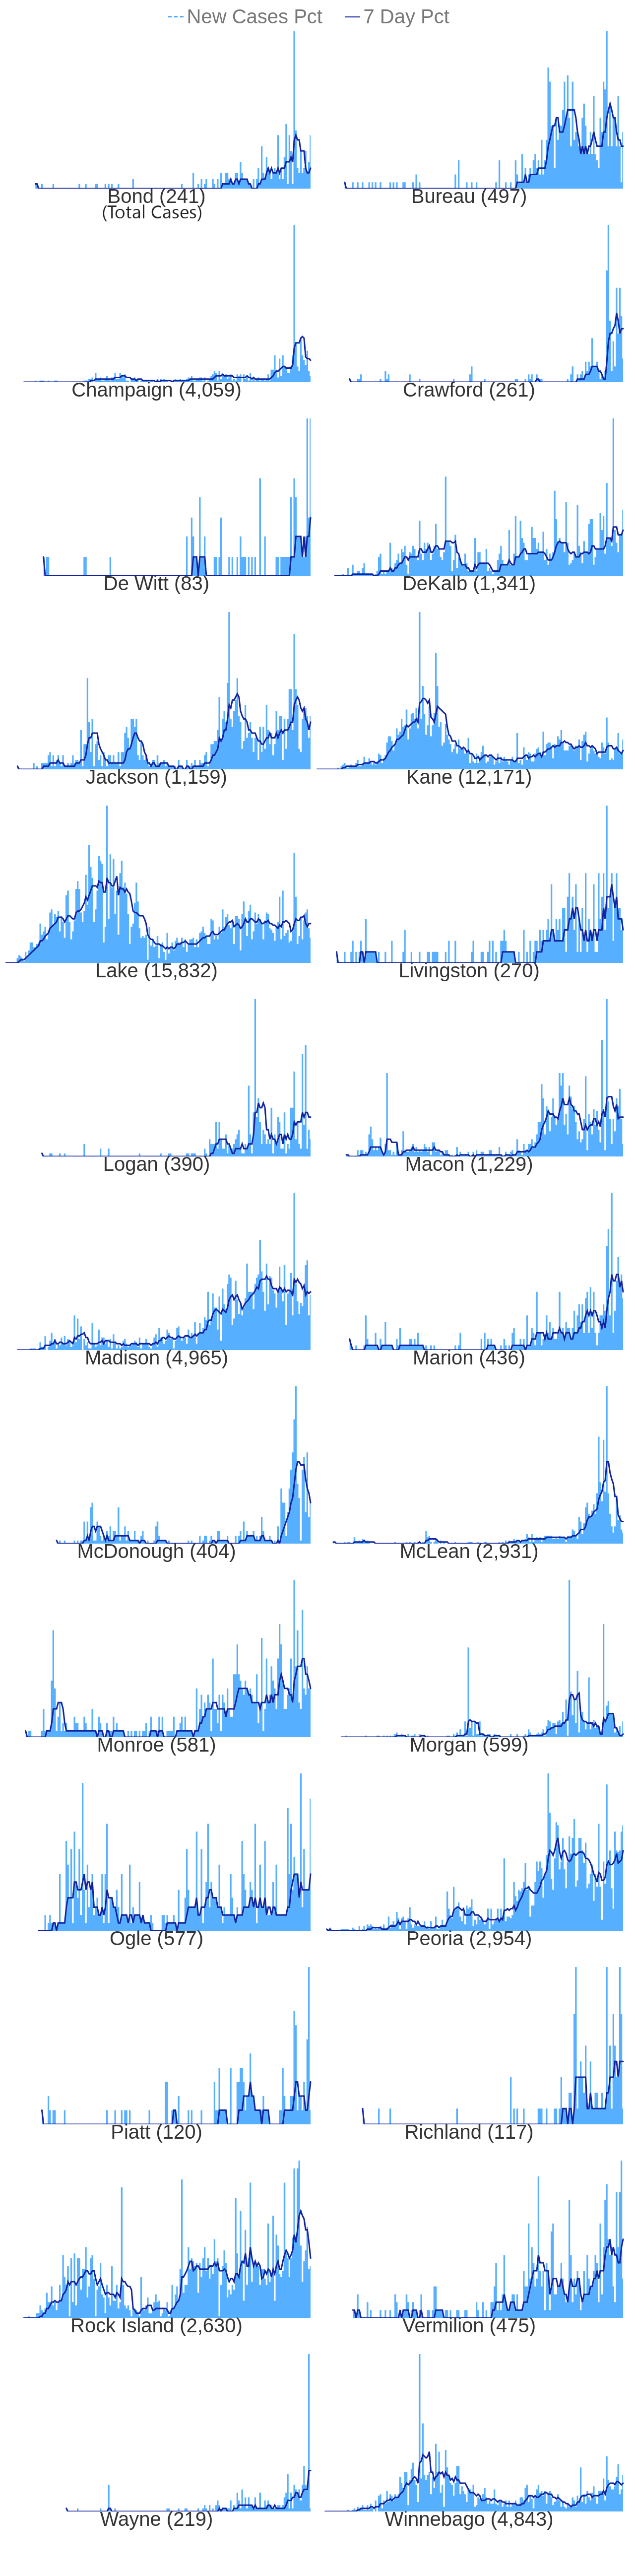 New Cases Pct 7 Day Pct
Bond (241) Bureau (497)
(Total Cases)
Champaign (4,059) Crawford (261)
De Witt (83) DeKalb (1,341)
Jackson (1,159) Kane (12,171)
Lake (15,832) Livingston (270)
Logan (390) Macon (1,229)
Madison (4,965) Marion (436)
McDonough (404) McLean (2,931)
Monroe (581) Morgan (599)
Ogle (577) Peoria (2,954)
Piatt (120) Richland (117)
Rock Island (2,630) Vermilion (475)
Wayne (219) Winnebago (4,843)